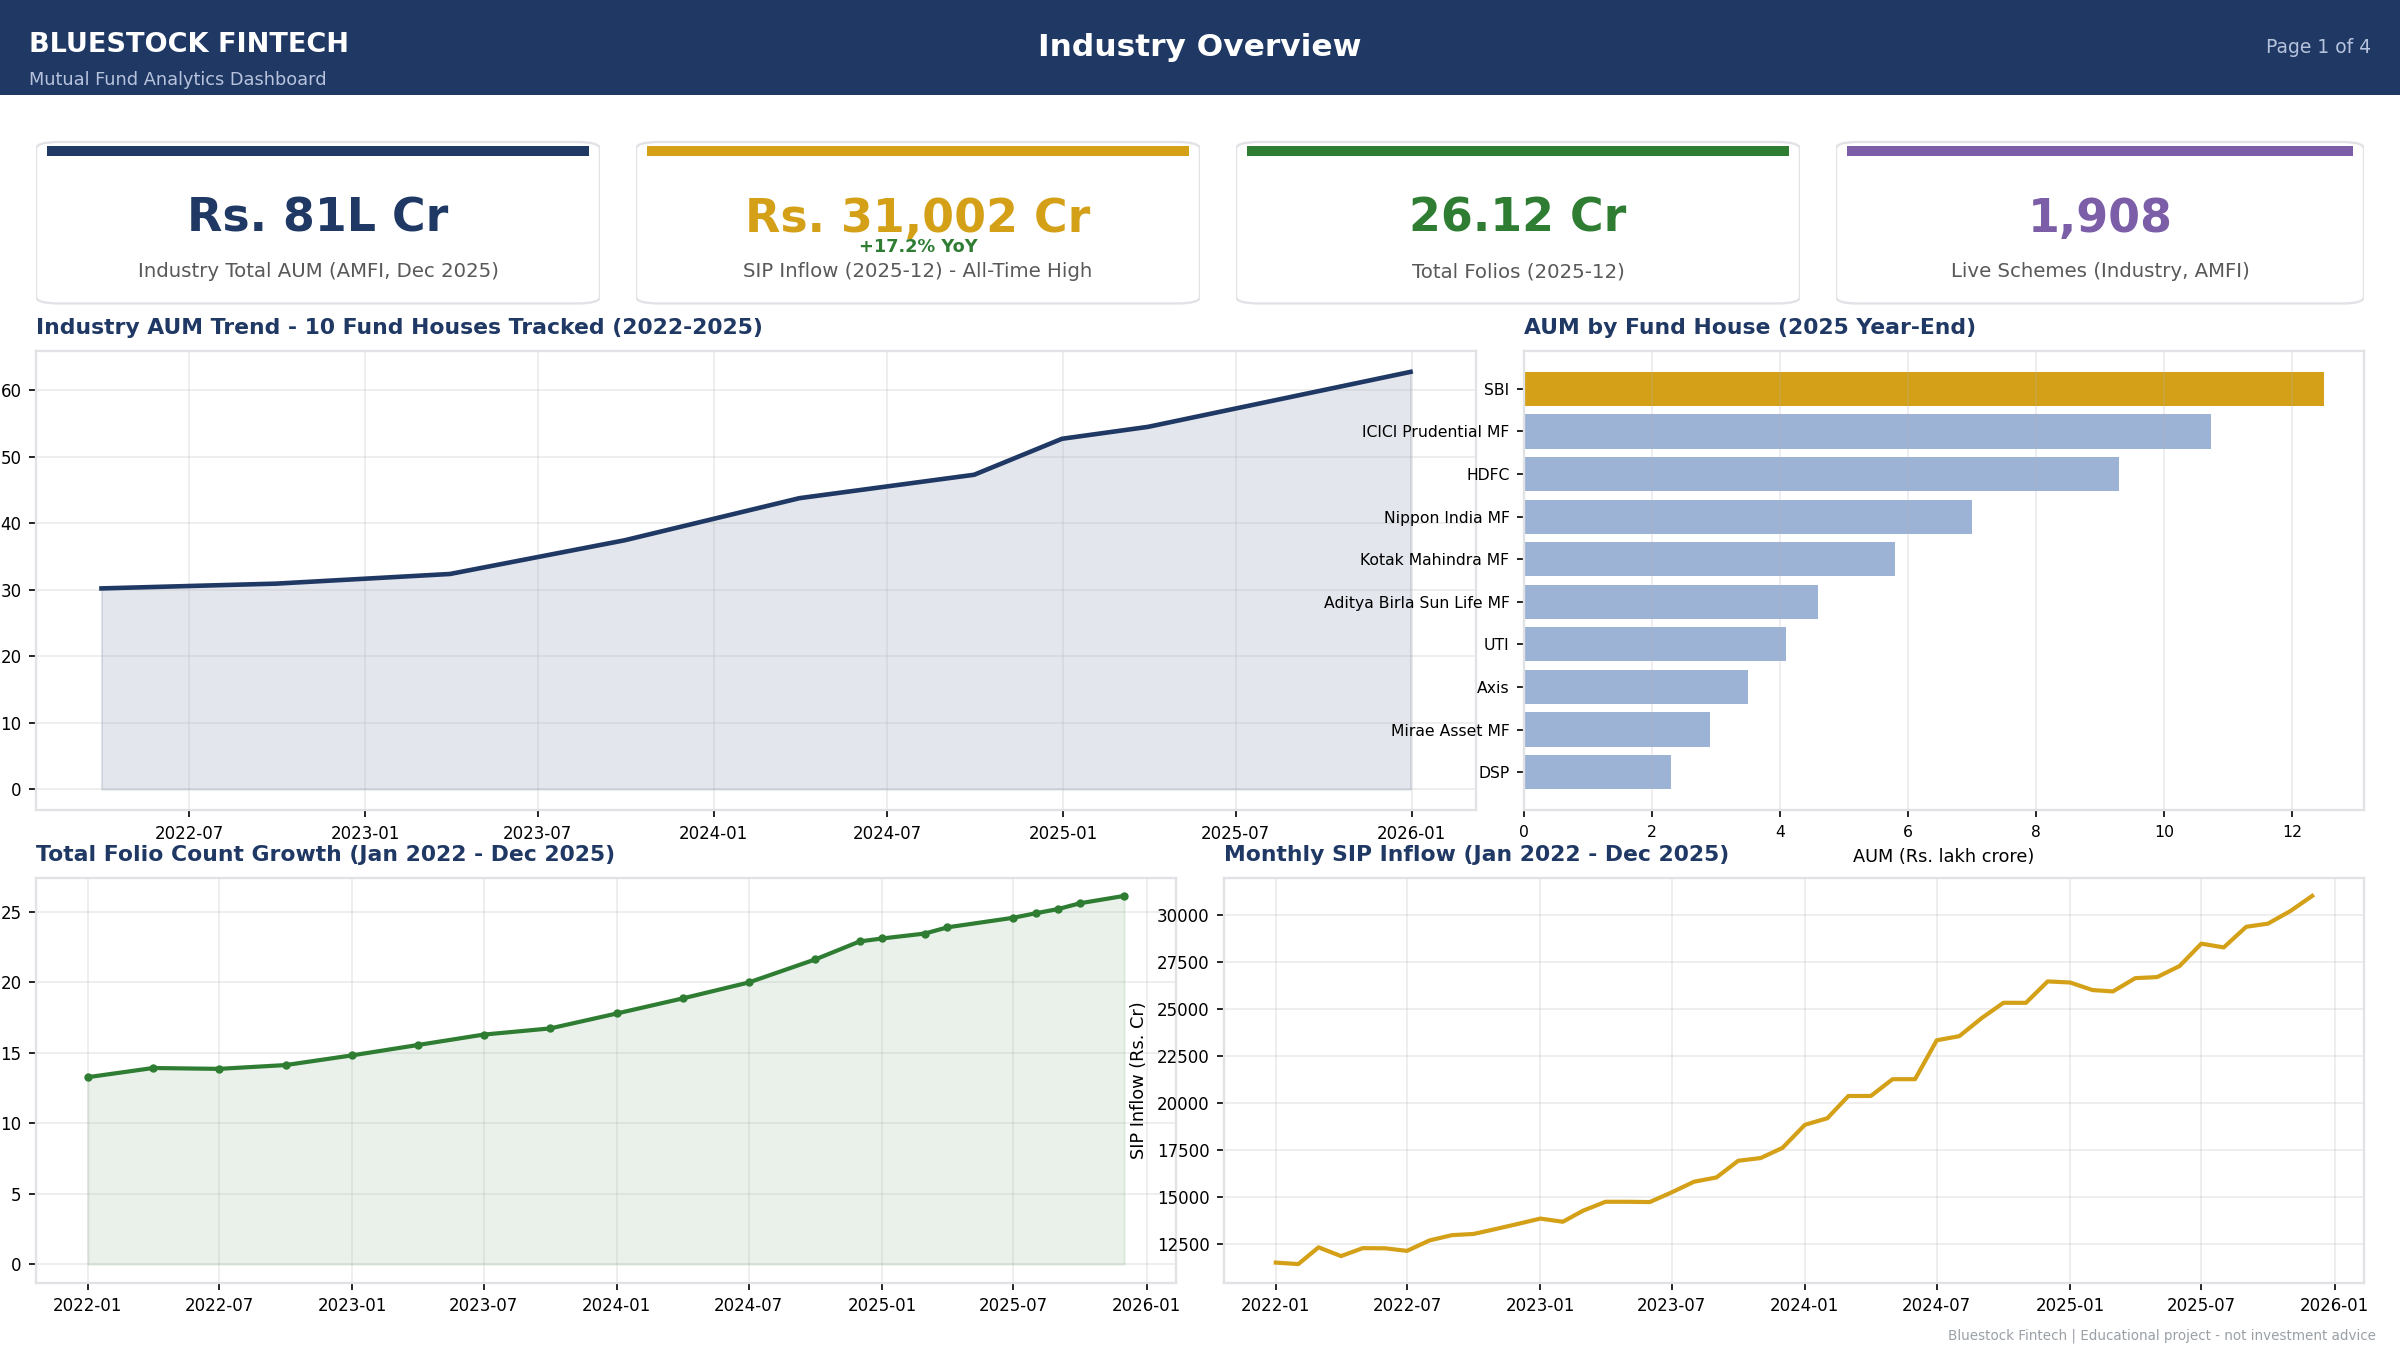 BLUESTOCK FINTECH
Mutual Fund Analytics Dashboard
Industry Overview
Page 1 of 4
Rs. 81L Cr
Industry Total AUM (AMFI, Dec 2025)
Rs. 31,002 Cr
+17.2% YoY
SIP Inflow (2025-12) - All-Time High
26.12 Cr
Total Folios (2025-12)
1,908
Live Schemes (Industry, AMFI)
Industry AUM Trend - 10 Fund Houses Tracked (2022-2025)
60
50
40
30
20
10
0
2022-07 2023-01 2023-07 2024-01 2024-07 2025-01 2025-07 2026-01
AUM by Fund House (2025 Year-End)
SBI
ICICI Prudential MF
HDFC
Nippon India MF
Kotak Mahindra MF
Aditya Birla Sun Life MF
UTI
Axis
Mirae Asset MF
DSP
0 2 4 6 8 10 12
AUM (Rs. lakh crore)
Total Folio Count Growth (Jan 2022 - Dec 2025)
25
20
15
10
5
0
2022-01 2022-07 2023-01 2023-07 2024-01 2024-07 2025-01 2025-07 2026-01
Monthly SIP Inflow (Jan 2022 - Dec 2025)
SIP Inflow (Rs. Cr)
30000
27500
25000
22500
20000
17500
15000
12500
2022-01 2022-07 2023-01 2023-07 2024-01 2024-07 2025-01 2025-07 2026-01
Bluestock Fintech | Educational project - not investment advice